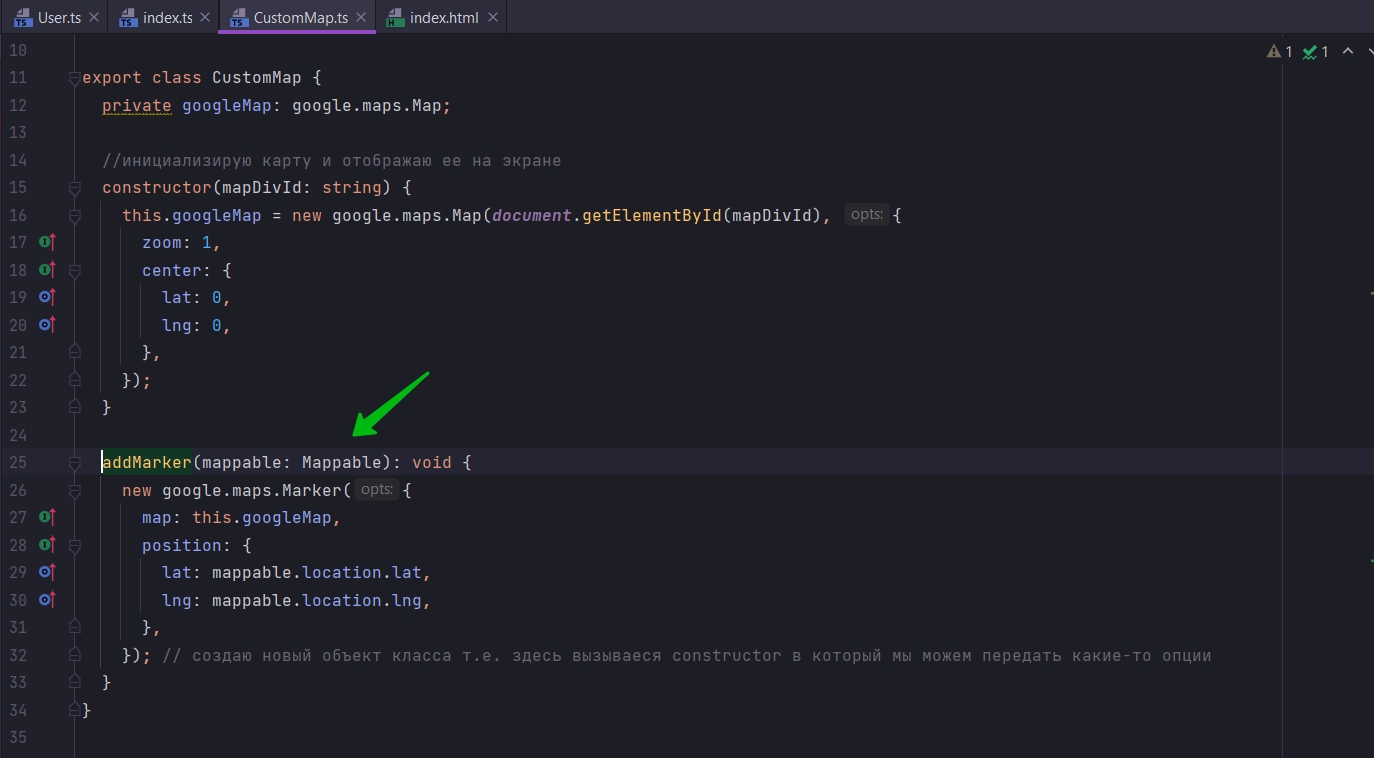 User.ts index.ts CustomMap.ts index.html
10 1 1
11 export class CustomMap {
12 private googleMap: google.maps.Map;
13
14 //инициализирую карту и отображаю ее на экране
15 constructor(mapDivId: string) {
16 this.googleMap = new google.maps.Map(document.getElementById(mapDivId), opts: {
17 zoom: 1,
18 center: {
19 lat: 0,
20 lng: 0,
21 },
22 });
23 }
24
25 addMarker(mappable: Mappable): void {
26 new google.maps.Marker( opts: {
27 map: this.googleMap,
28 position: {
29 lat: mappable.location.lat,
30 lng: mappable.location.lng,
31 },
32 }); // создаю новый объект класса т.е. здесь вызываеся constructor в который мы можем передать какие-то опции
33 }
34 }
35